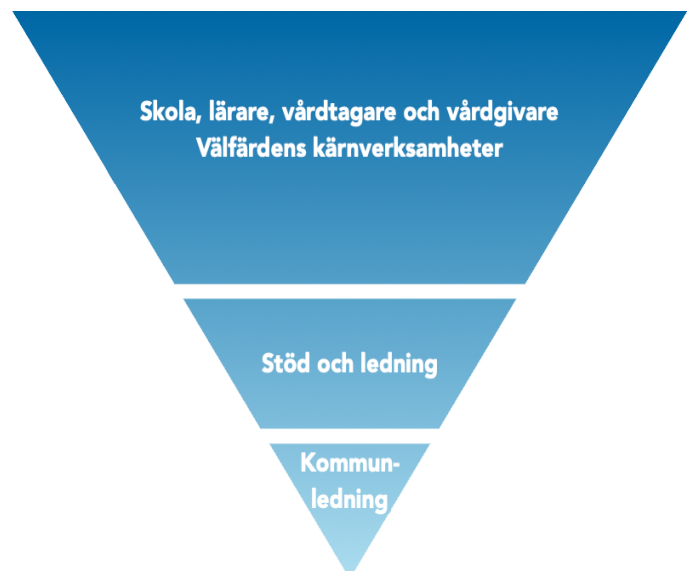 Skola, lärare, vårdtagare och vårdgivare
Välfärdens kärnverksamheter
Stöd och ledning
Kommun-
ledning